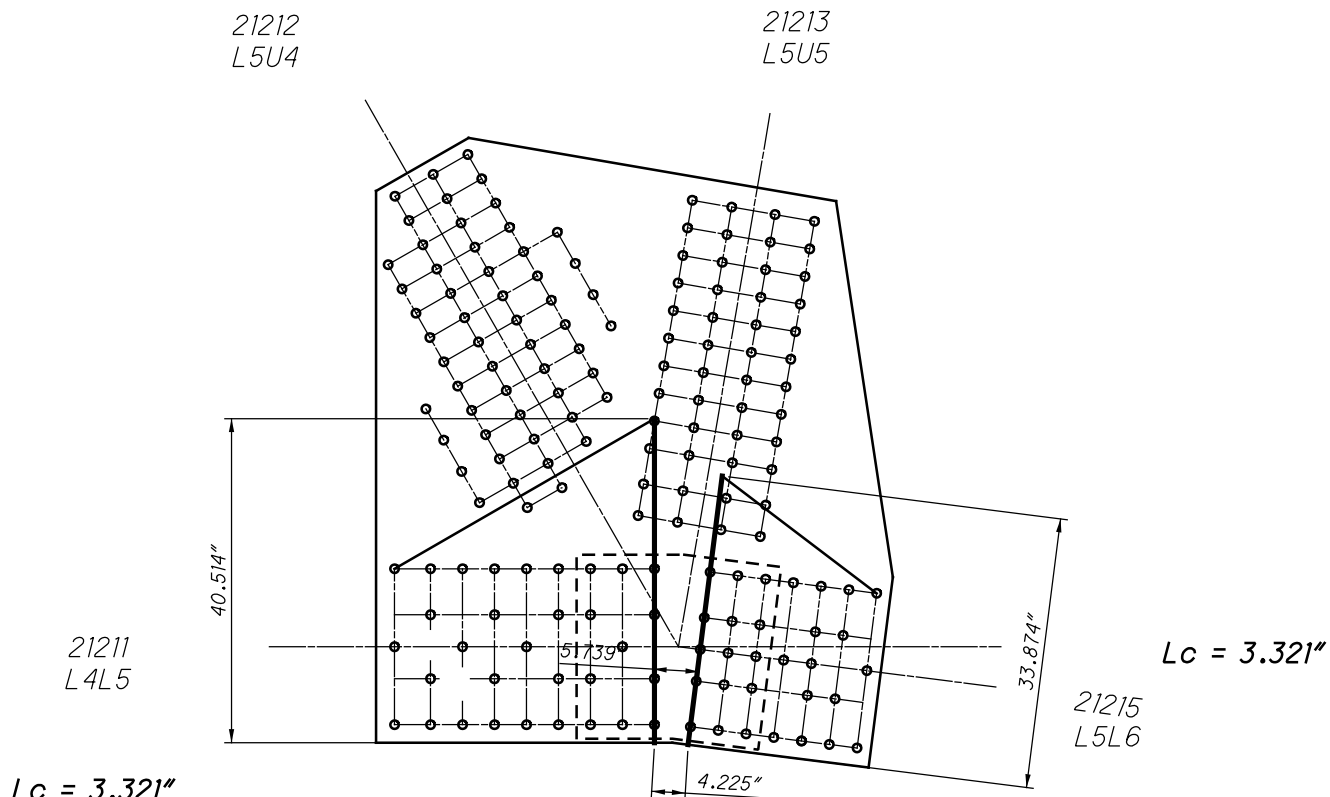 21212
L5U4
21213
L5U5
40.514"
21211
L4L5
5.739
Lc = 3.321"
33.874"
21215
L5L6
Lc = 3.321"
4.225"